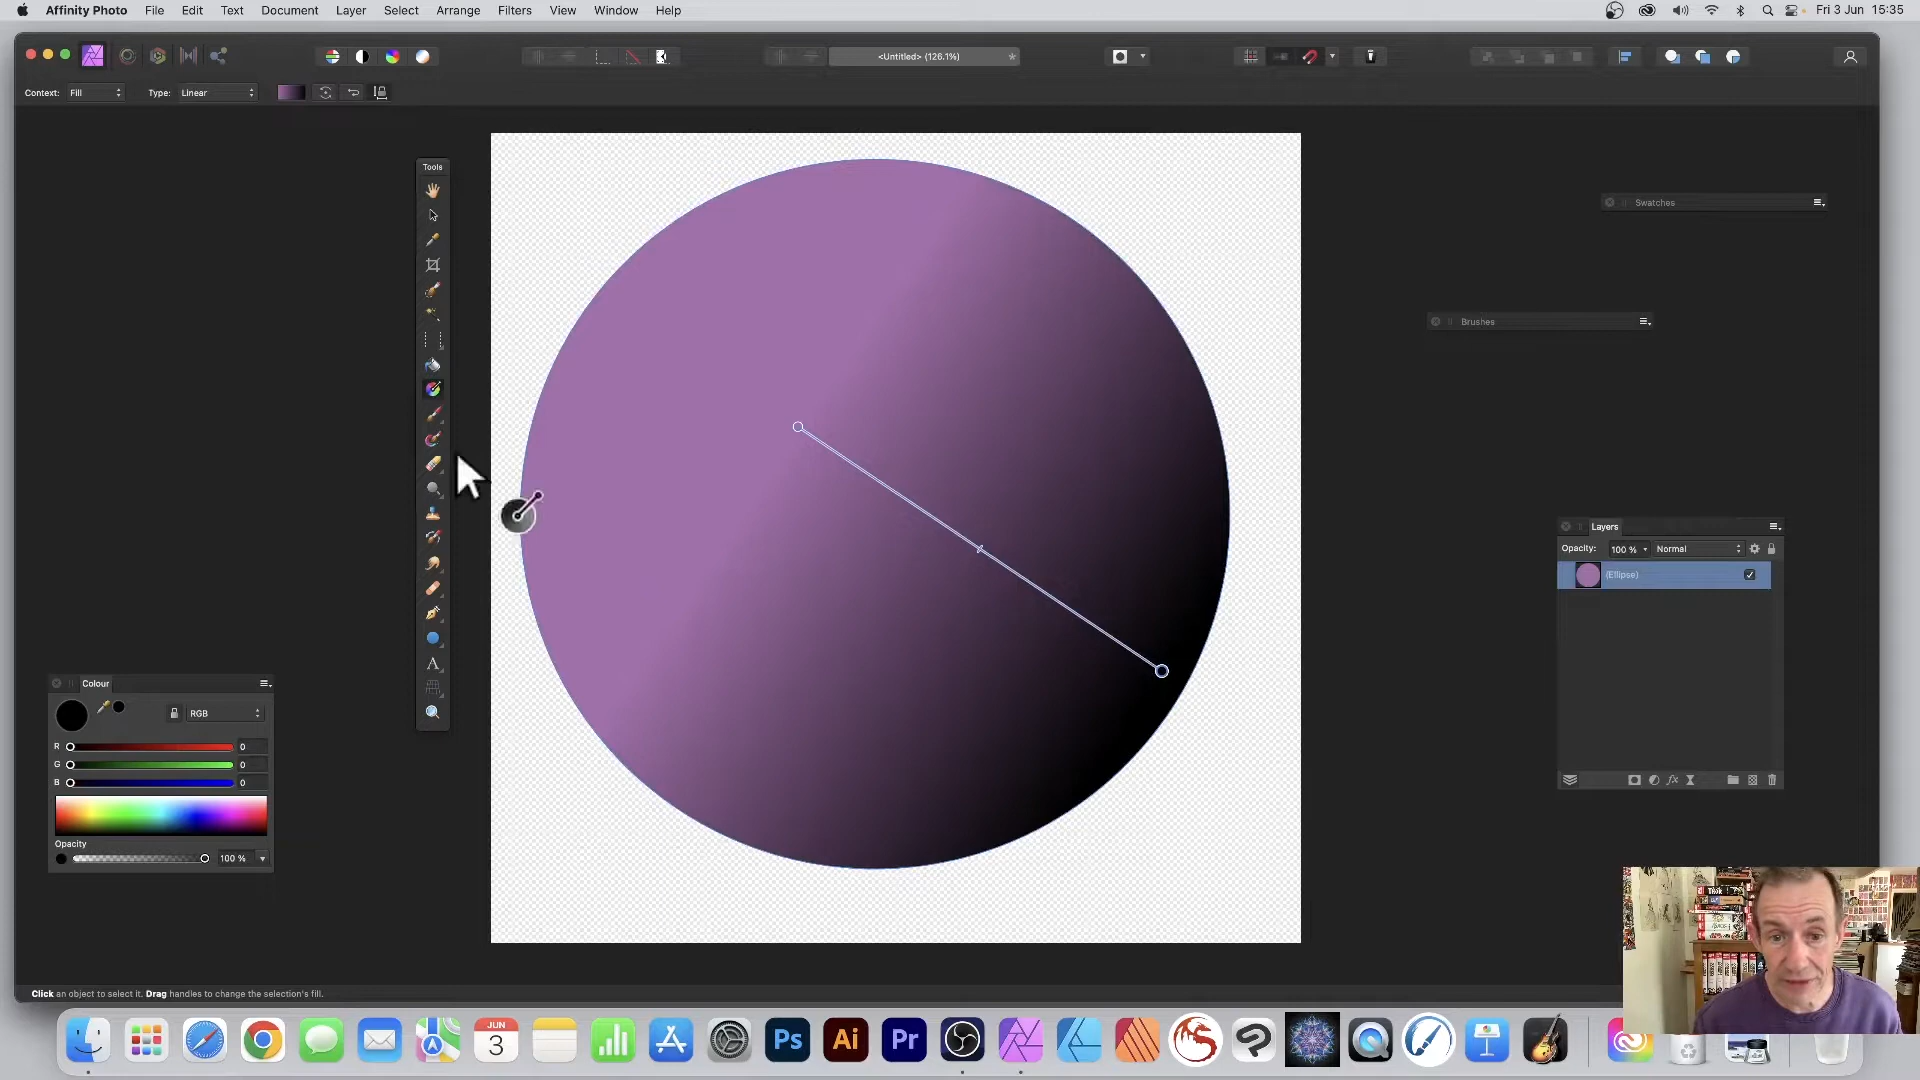 Affinity Photo File Edit Text Document Layer Select Arrange Filters View Window Help Fri 3 Jun 15:35
<Untitled> (126.1%) *
Context: Fill Type: Linear
Tools
Swatches
Brushes
Layers
Opacity: 100 % Normal
(Ellipse)
A
Colour
RGB
R 0
G 0
B 0
Opacity
100 %
Click an object to select it. Drag handles to change the selection's fill.
JUN
3
Ps
Ai
Pr